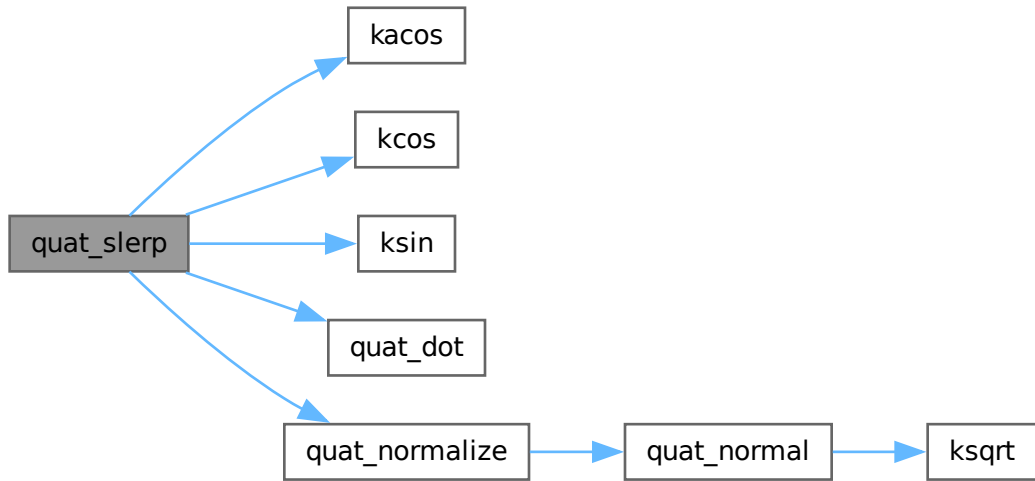 kacos
kcos
quat_slerp
ksin
quat_dot
quat_normalize
quat_normal
ksqrt